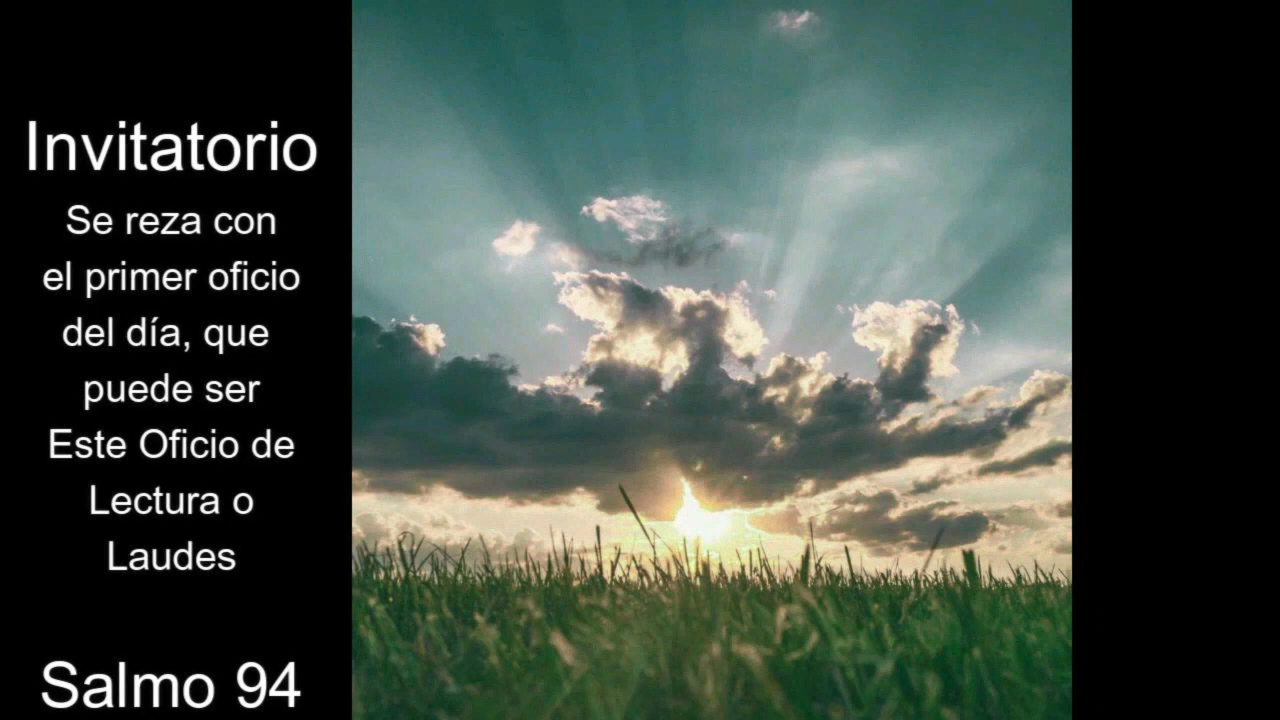 Invitatorio
Se reza con
el primer oficio
del día, que
puede ser
Este Oficio de
Lectura o
Laudes
Salmo 94